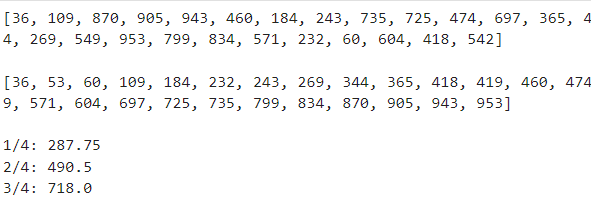 [36, 109, 870, 905, 943, 460, 184, 243, 735, 725, 474, 697, 365,
4, 269, 549, 953, 799, 834, 571, 232, 60, 604, 418, 542]
[36, 53, 60, 109, 184, 232, 243, 269, 344, 365, 418, 419, 460, 474
9, 571, 604, 697, 725, 735, 799, 834, 870, 905, 943, 953]
1/4: 287.75
2/4: 490.5
3/4: 718.0